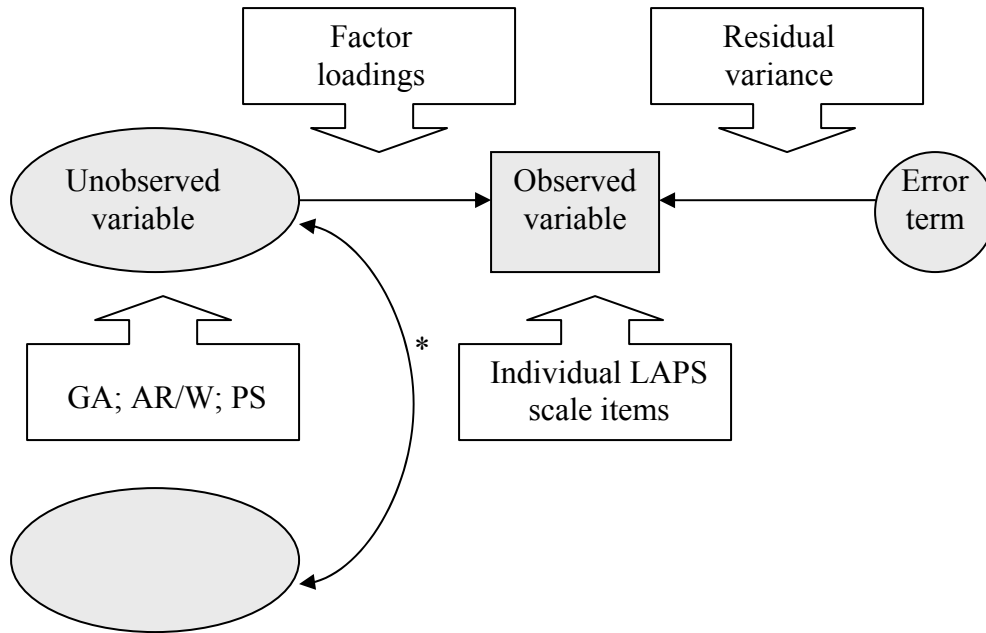 Factor
loadings
Residual
variance
Unobserved
variable
Observed
variable
Error
term
*
GA; AR/W; PS
Individual LAPS
scale items